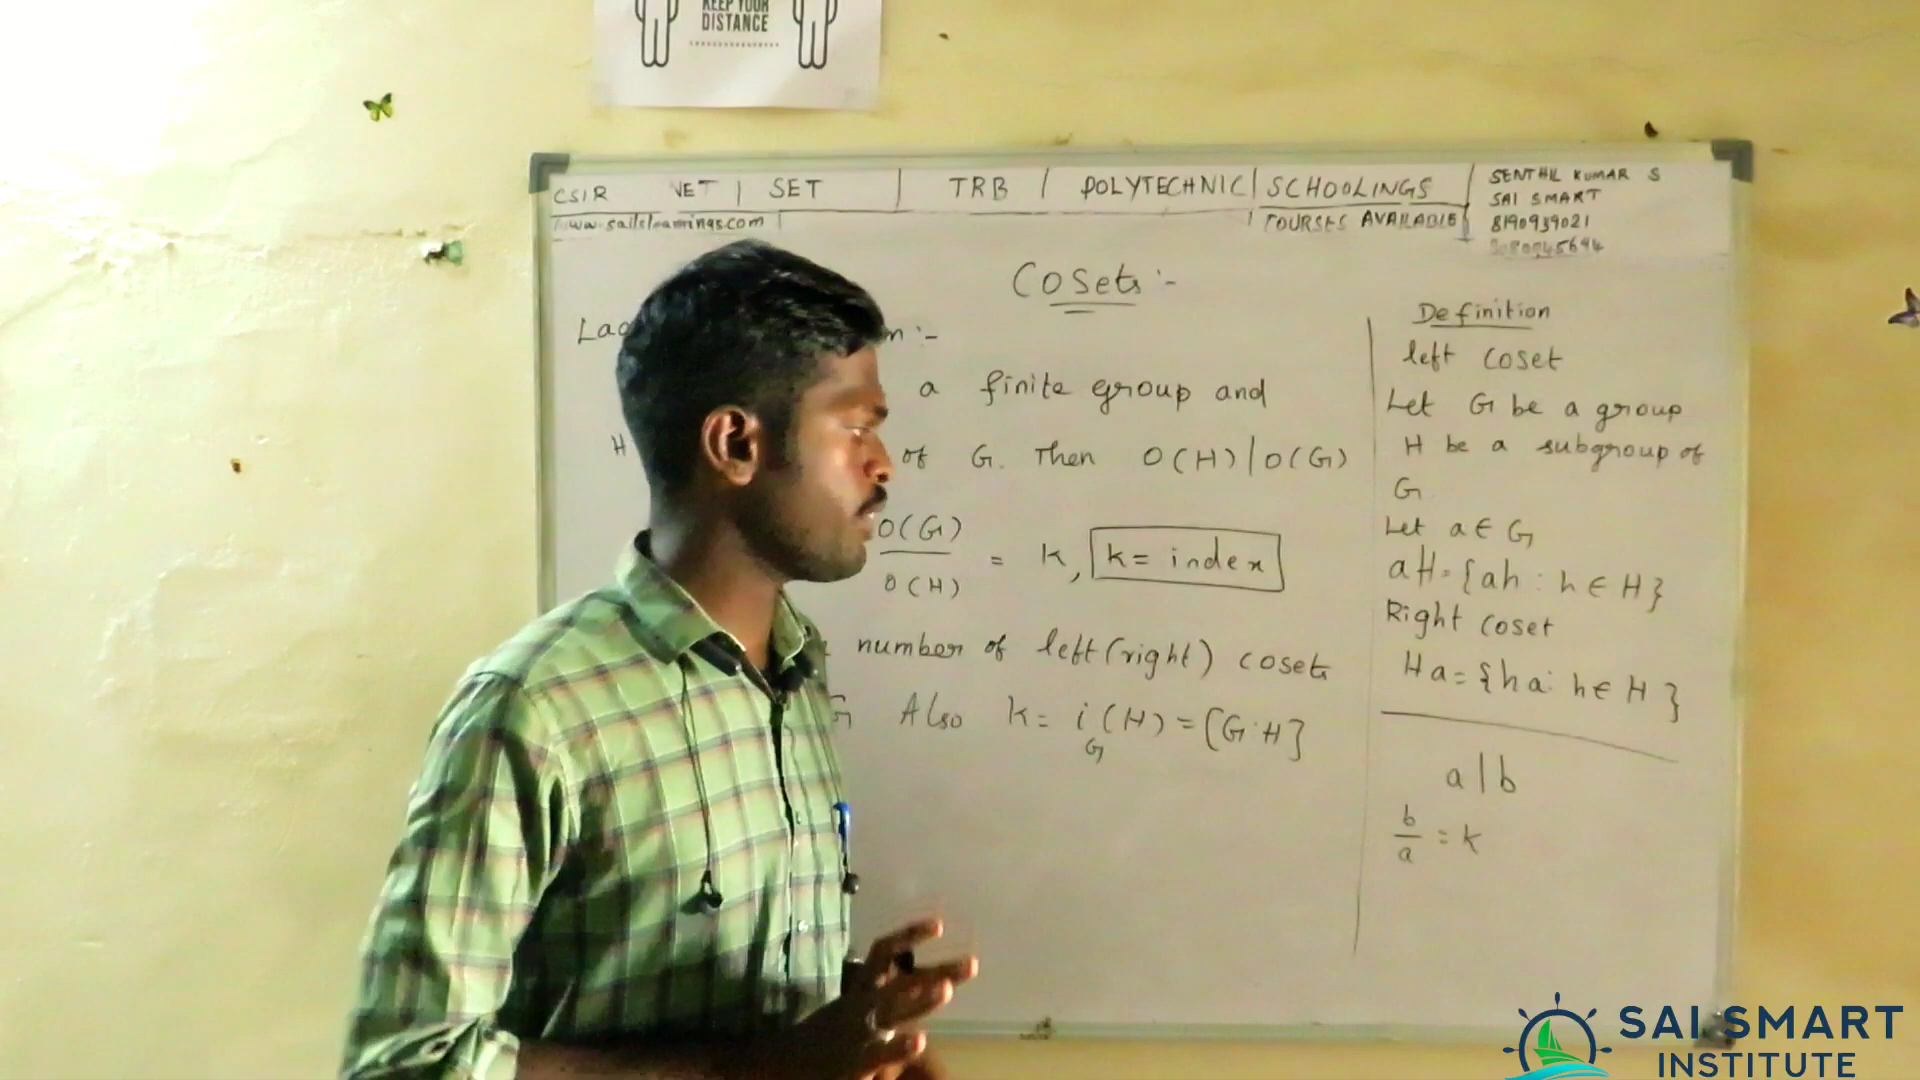 KEEP YOUR
DISTANCE
CSIR NET | SET | TRB | POLYTECHNIC | SCHOOLINGS
COURSES AVAILABLE
SENTHIL KUMAR S
SAI SMART
8190939021
Cosets :-
a finite group and
H of G. Then O(H) | O(G)
O(G)
/ O(H) = k, k = index
number of left (right) cosets
G Also k = i_G(H) = [G:H]
Definition
left coset
Let G be a group
H be a subgroup of
G
Let a ∈ G
aH = {ah : h ∈ H}
Right coset
Ha = {ha : h ∈ H}
a | b
b/a = k
SAI SMART
INSTITUTE